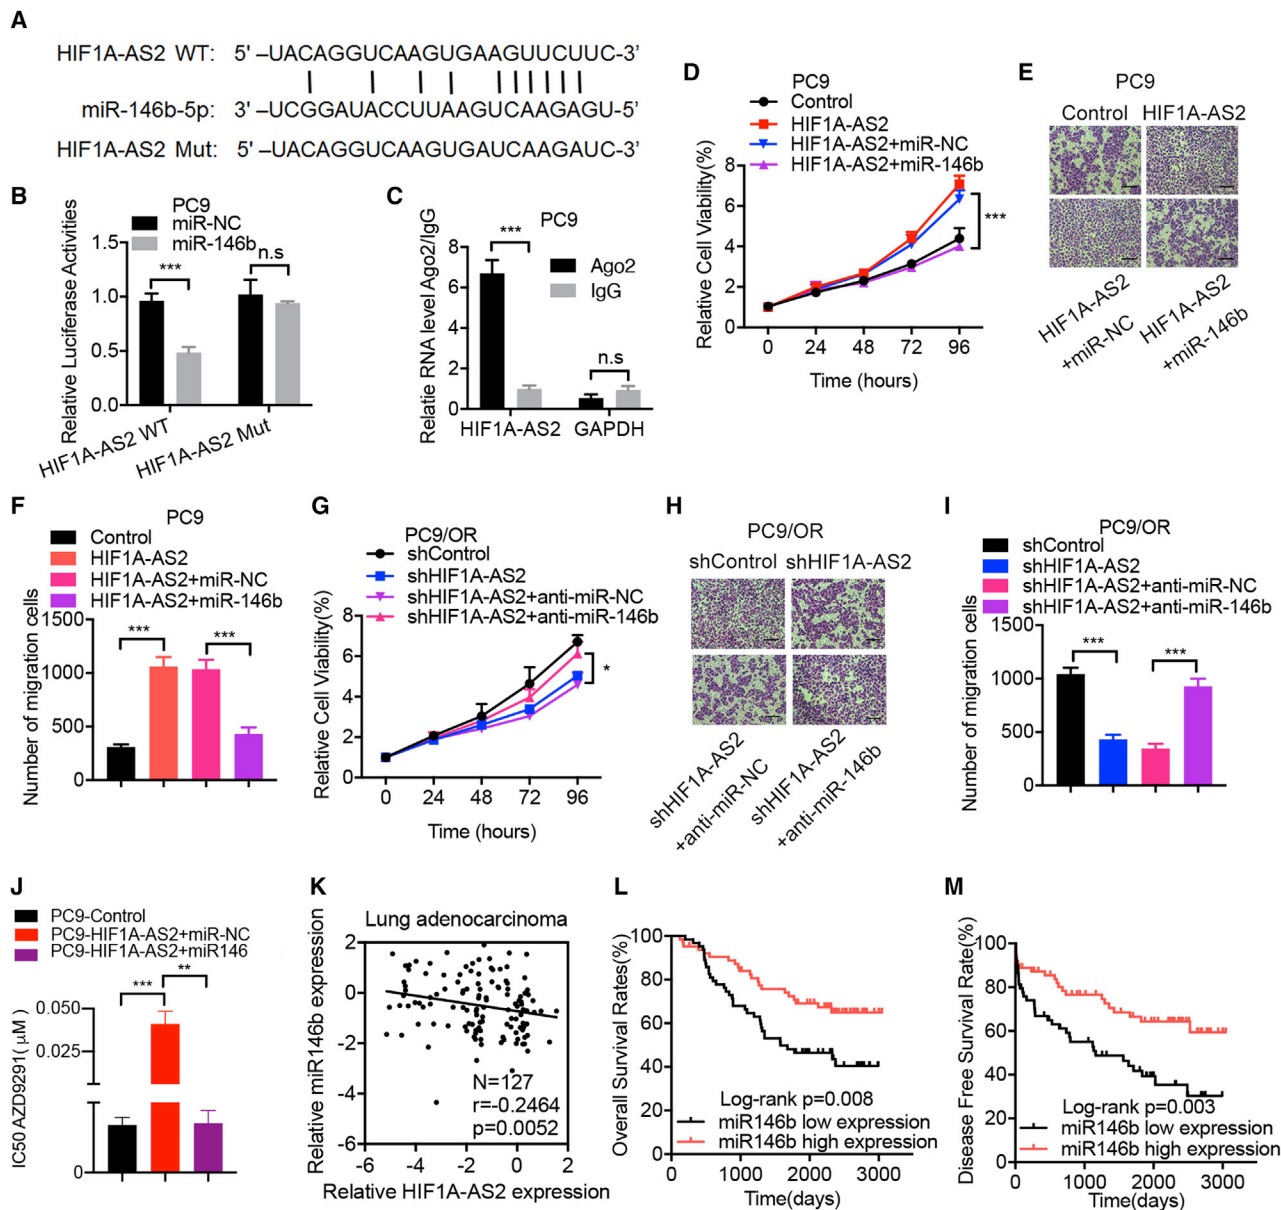 A
HIF1A-AS2 WT: 5' –UACAGGUCAAGUGAAGUUCUUC-3’
miR-146b-5p: 3' –UCGGAUACCUUAAGUCAAGAGU-5’
HIF1A-AS2 Mut: 5' –UACAGGUCAAGUGAUCAAGAUC-3’
B
PC9
miR-NC
miR-146b
Relative Luciferase Activities
1.5
1.0
0.5
0.0
***
n.s
HIF1A-AS2 WT
HIF1A-AS2 Mut
C
PC9
Relatie RNA level Ago2/IgG
8
6
4
2
0
***
n.s
Ago2
IgG
HIF1A-AS2
GAPDH
D
PC9
Control
HIF1A-AS2
HIF1A-AS2+miR-NC
HIF1A-AS2+miR-146b
Relative Cell Viability(%)
8
6
4
2
0
***
0 24 48 72 96
Time (hours)
E
PC9
Control HIF1A-AS2
HIF1A-AS2
+miR-NC
HIF1A-AS2
+miR-146b
F
PC9
Control
HIF1A-AS2
HIF1A-AS2+miR-NC
HIF1A-AS2+miR-146b
Number of migration cells
1500
1000
500
0
***
***
G
PC9/OR
shControl
shHIF1A-AS2
shHIF1A-AS2+anti-miR-NC
shHIF1A-AS2+anti-miR-146b
Relative Cell Viability(%)
8
6
4
2
0
*
0 24 48 72 96
Time (hours)
H
PC9/OR
shControl shHIF1A-AS2
shHIF1A-AS2
+anti-miR-NC
shHIF1A-AS2
+anti-miR-146b
I
PC9/OR
shControl
shHIF1A-AS2
shHIF1A-AS2+anti-miR-NC
shHIF1A-AS2+anti-miR-146b
Number of migration cells
1500
1000
500
0
***
***
J
PC9-Control
PC9-HIF1A-AS2+miR-NC
PC9-HIF1A-AS2+miR146
IC50 AZD9291( μM )
0.050
0.025
0
***
**
K
Lung adenocarcinoma
Relative miR146b expression
2
0
-2
-4
-6
N=127
r=-0.2464
p=0.0052
-6 -4 -2 0 2
Relative HIF1A-AS2 expression
L
Overall Survival Rates(%)
100
80
60
40
20
0
Log-rank p=0.008
miR146b low expression
miR146b high expression
0 1000 2000 3000
Time(days)
M
Disease Free Survival Rate(%)
100
80
60
40
20
0
Log-rank p=0.003
miR146b low expression
miR146b high expression
0 1000 2000 3000
Time(days)